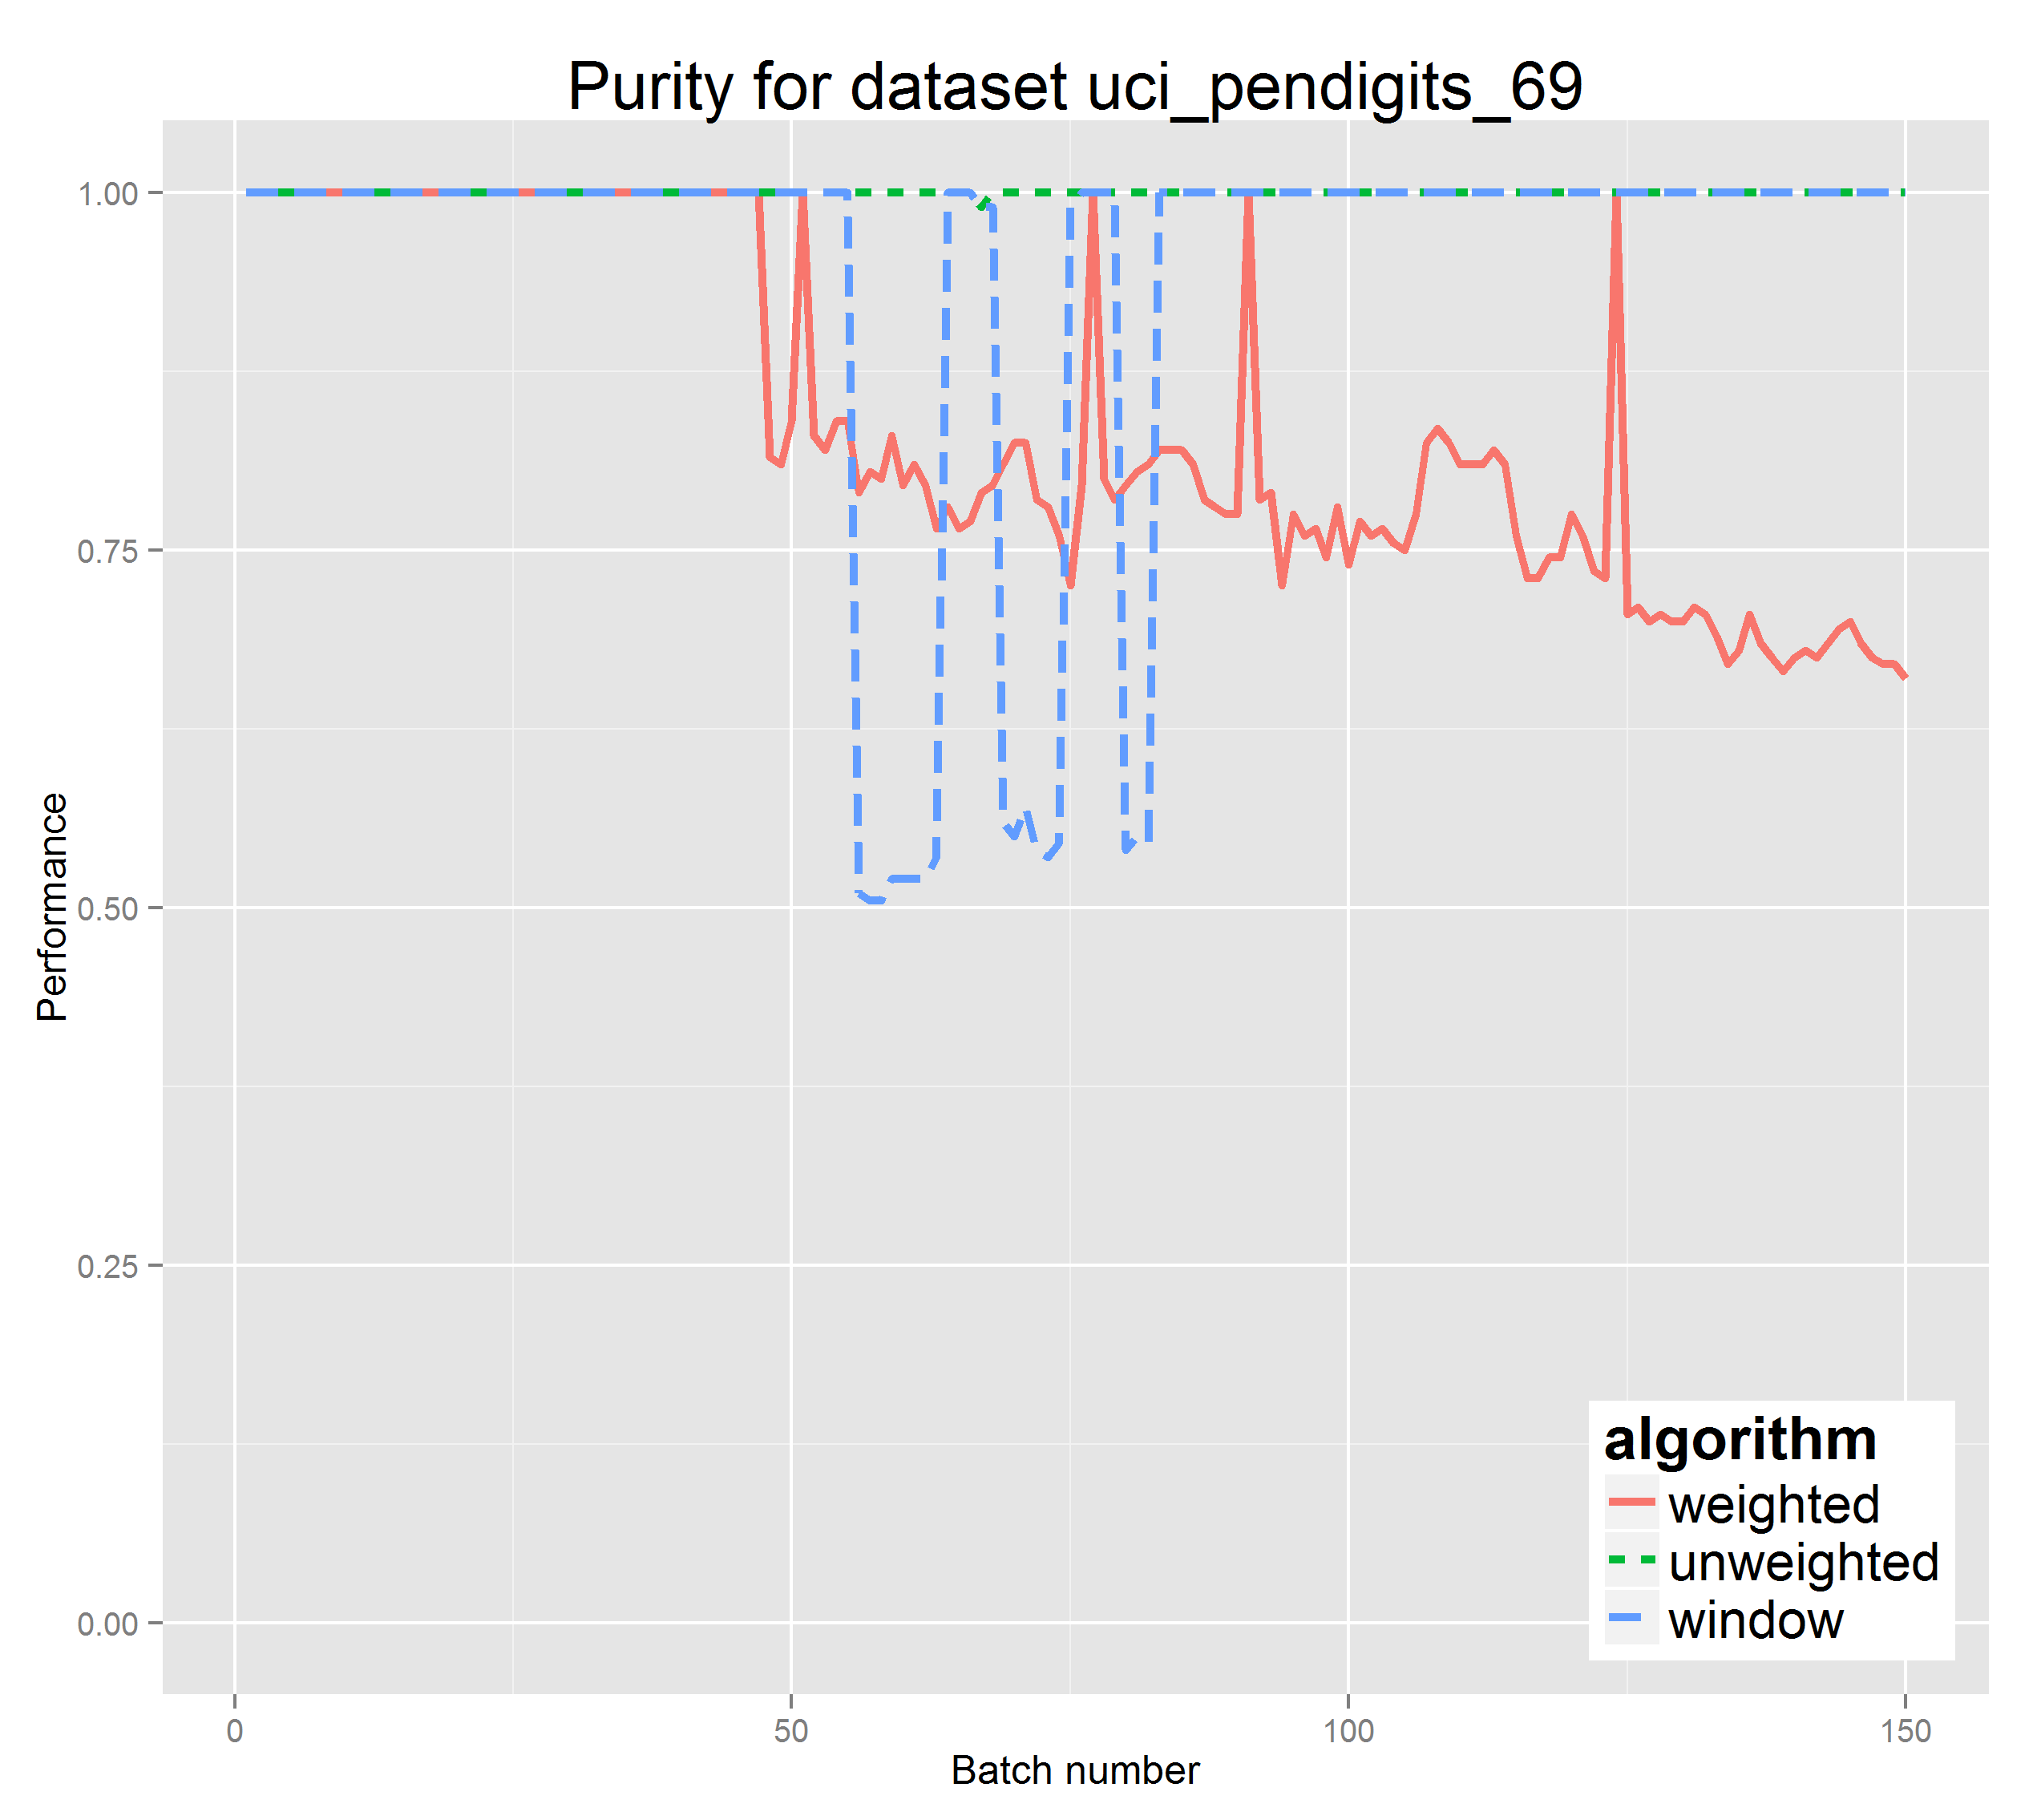 Purity for dataset uci_pendigits_69
1.00
0.75
0.50
0.25
0.00
Performance
0
50
100
150
Batch number
algorithm
weighted
unweighted
window